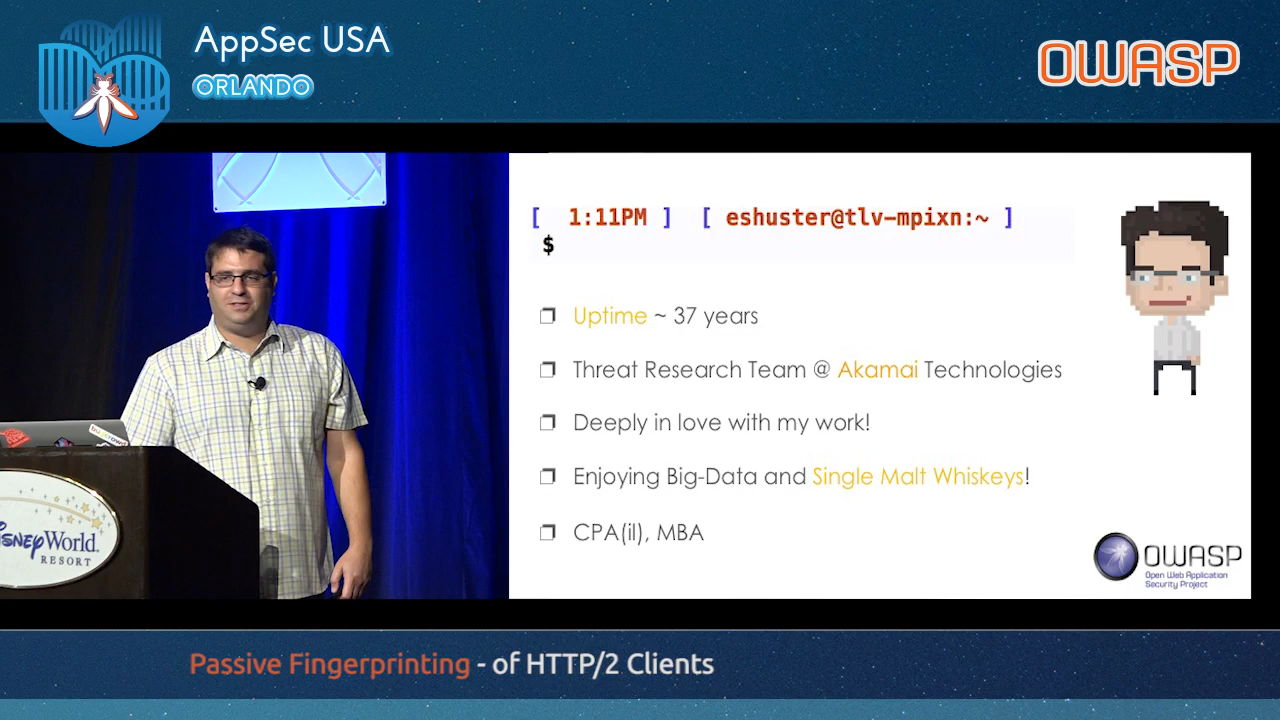 AppSec USA
ORLANDO
OWASP
[ 1:11PM ] [ eshuster@tlv-mpixn:~ ]
$
Uptime ~ 37 years
Threat Research Team @ Akamai Technologies
Deeply in love with my work!
Enjoying Big-Data and Single Malt Whiskeys!
CPA(il), MBA
OWASP
Open Web Application
Security Project
Disney World.
RESORT
Passive Fingerprinting - of HTTP/2 Clients